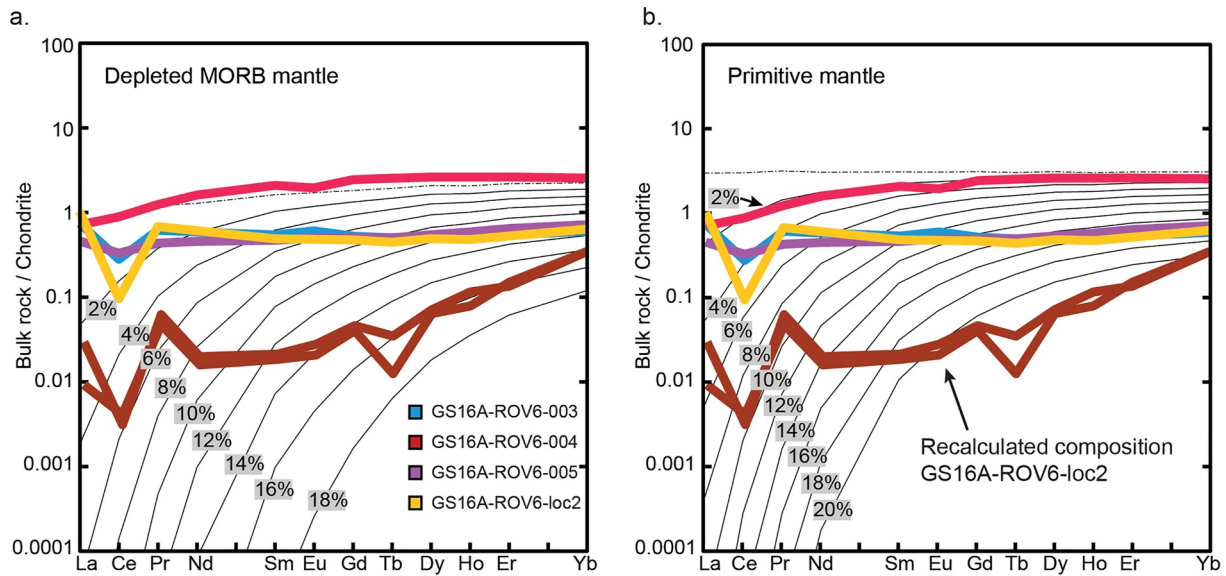 a.
Depleted MORB mantle
Bulk rock / Chondrite
100
10
1
0.1
0.01
0.001
0.0001
2%
4%
6%
8%
10%
12%
14%
16%
18%
GS16A-ROV6-003
GS16A-ROV6-004
GS16A-ROV6-005
GS16A-ROV6-loc2
La Ce Pr Nd Sm Eu Gd Tb Dy Ho Er Yb
b.
Primitive mantle
Bulk rock / Chondrite
100
10
1
0.1
0.01
0.001
0.0001
2%
4%
6%
8%
10%
12%
14%
16%
18%
20%
Recalculated composition
GS16A-ROV6-loc2
La Ce Pr Nd Sm Eu Gd Tb Dy Ho Er Yb